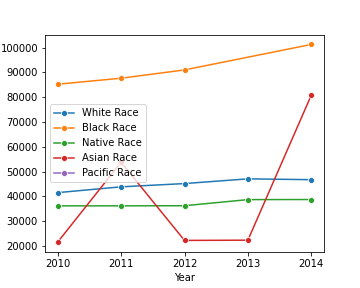 100000
90000
80000
70000
60000
50000
40000
30000
20000
White Race
Black Race
Native Race
Asian Race
Pacific Race
2010 2011 2012 2013 2014
Year